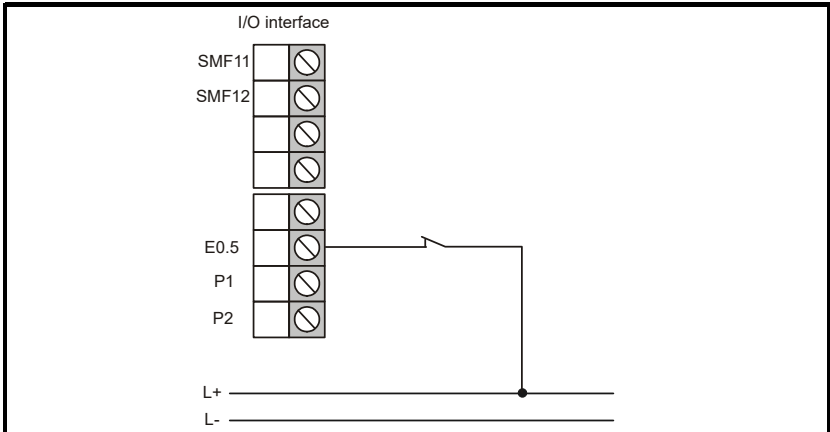 I/O interface
SMF11
SMF12
E0.5
P1
P2
L+
L-